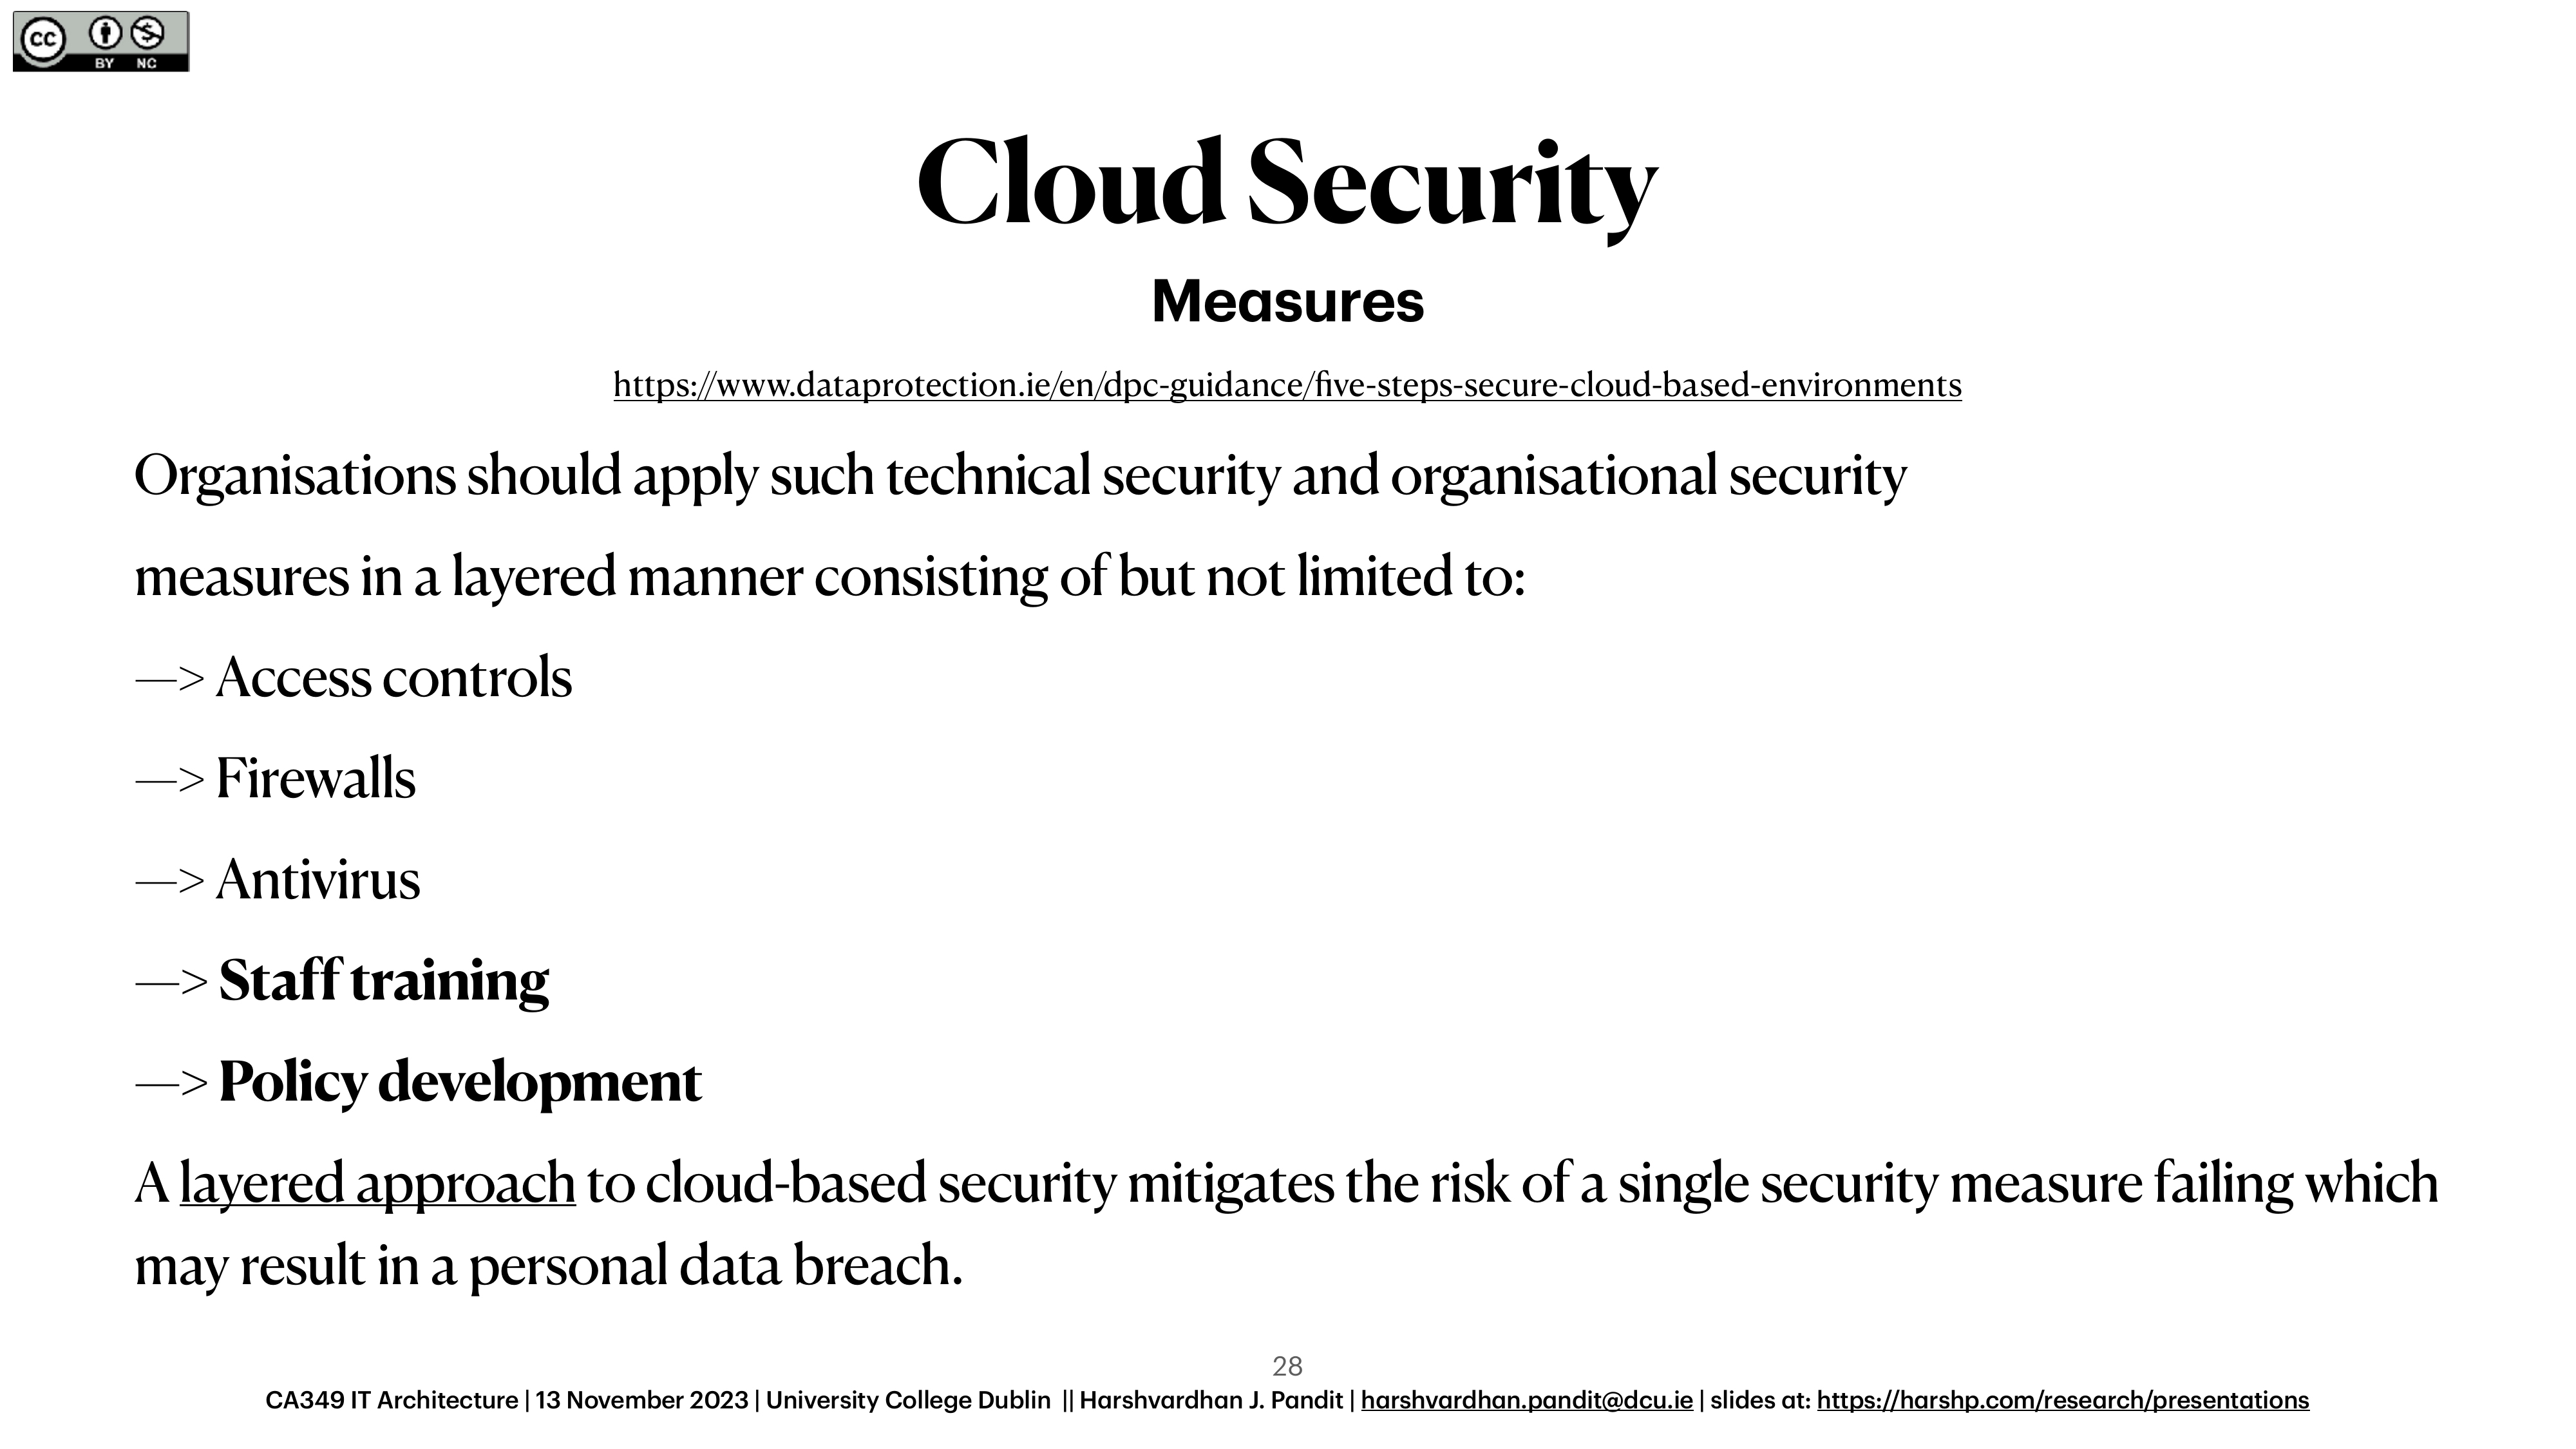 cc BY NC
Cloud Security
Measures
https://www.dataprotection.ie/en/dpc-guidance/five-steps-secure-cloud-based-environments
Organisations should apply such technical security and organisational security
measures in a layered manner consisting of but not limited to:
—> Access controls
—> Firewalls
—> Antivirus
—> Staff training
—> Policy development
A layered approach to cloud-based security mitigates the risk of a single security measure failing which
may result in a personal data breach.
28
CA349 IT Architecture | 13 November 2023 | University College Dublin || Harshvardhan J. Pandit | harshvardhan.pandit@dcu.ie | slides at: https://harshp.com/research/presentations